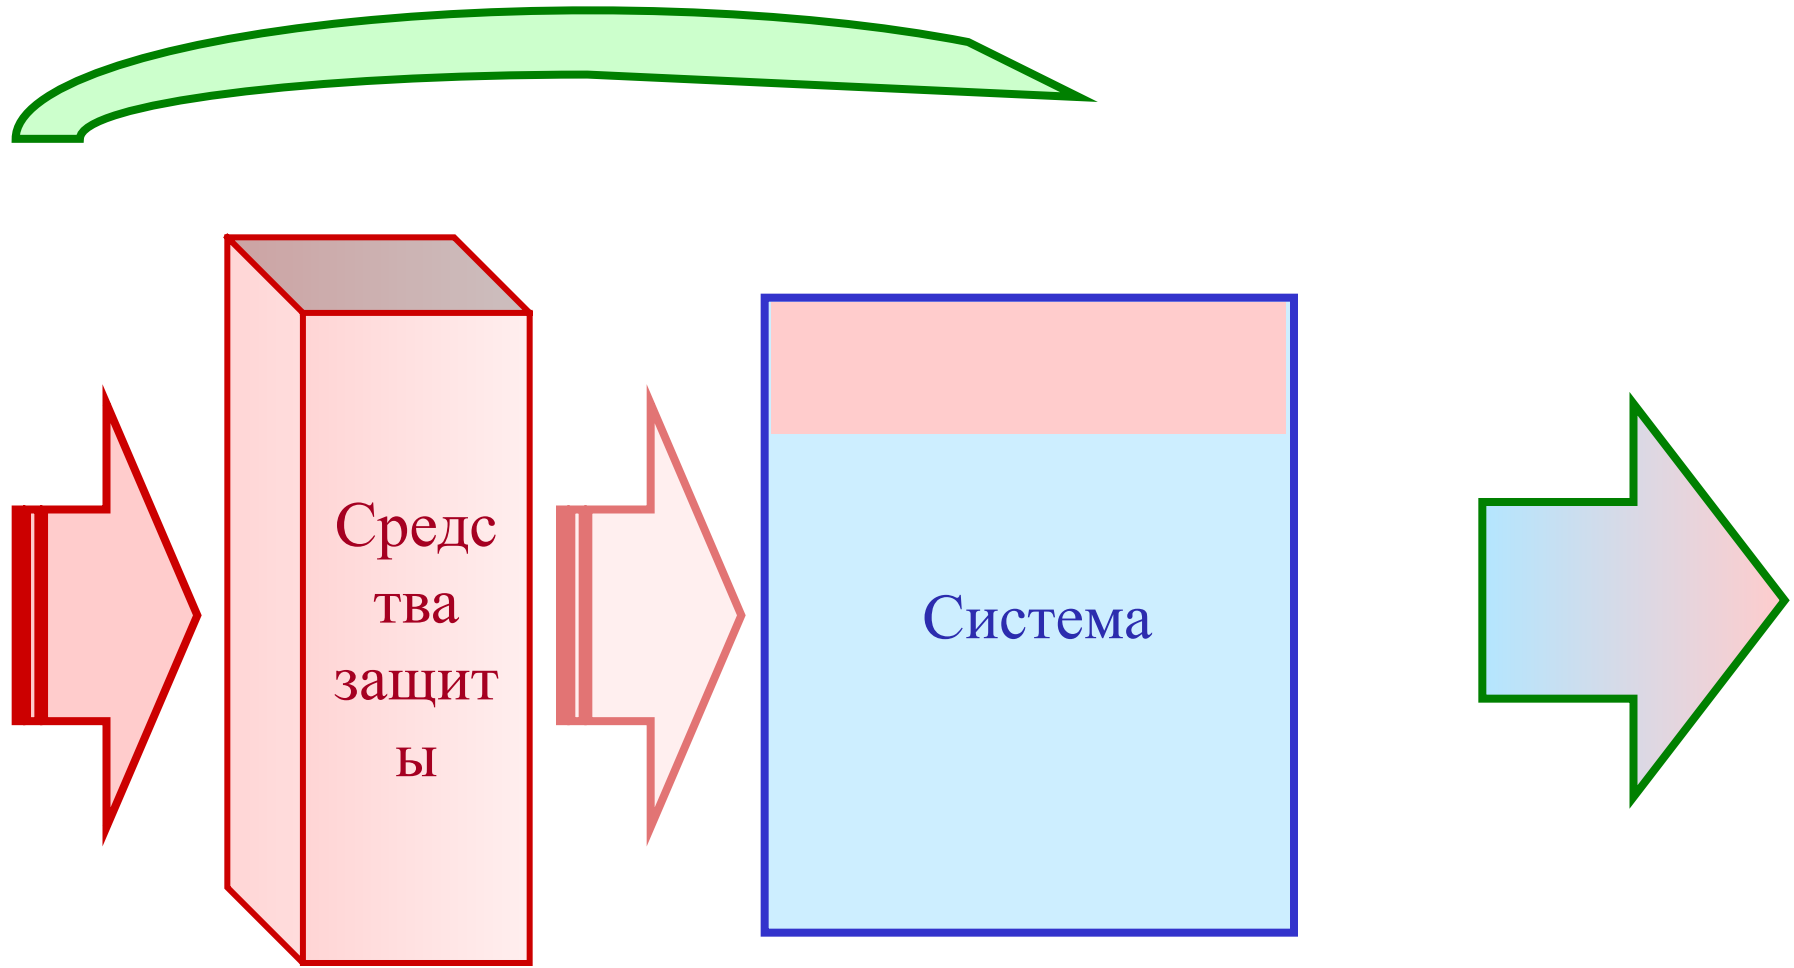 Средс
тва
защит
ы
Система